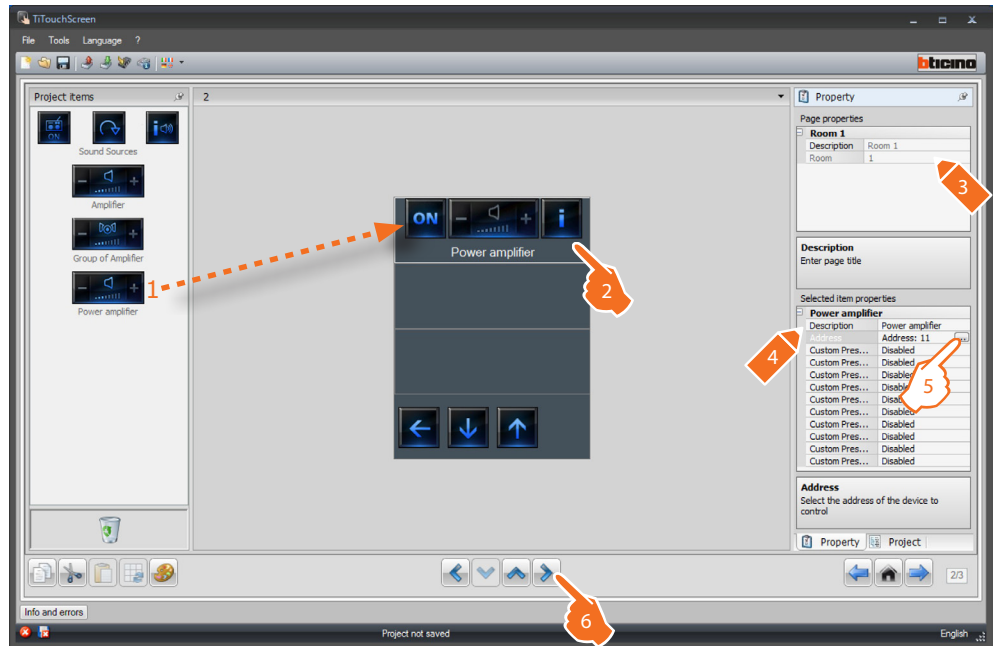 TiTouchScreen
File Tools Language ?
bticino
Project items
ON
Sound Sources
Amplifier
Group of Amplifier
Power amplifier
1
2
ON
i
Power amplifier
2
Property
Page properties
Room 1
Description Room 1
Room 1
3
Description
Enter page title
Selected item properties
Power amplifier
Description Power amplifier
Address Address: 11 ...
Custom Pres... Disabled
Custom Pres... Disabled
Custom Pres... Disabled
Custom Pres... Disabled
Custom Pres... Disabled
Custom Pres... Disabled
Custom Pres... Disabled
Custom Pres... Disabled
Custom Pres... Disabled
Custom Pres... Disabled
4
5
Address
Select the address of the device to
control
Property Project
2/3
6
Info and errors
Project not saved
English